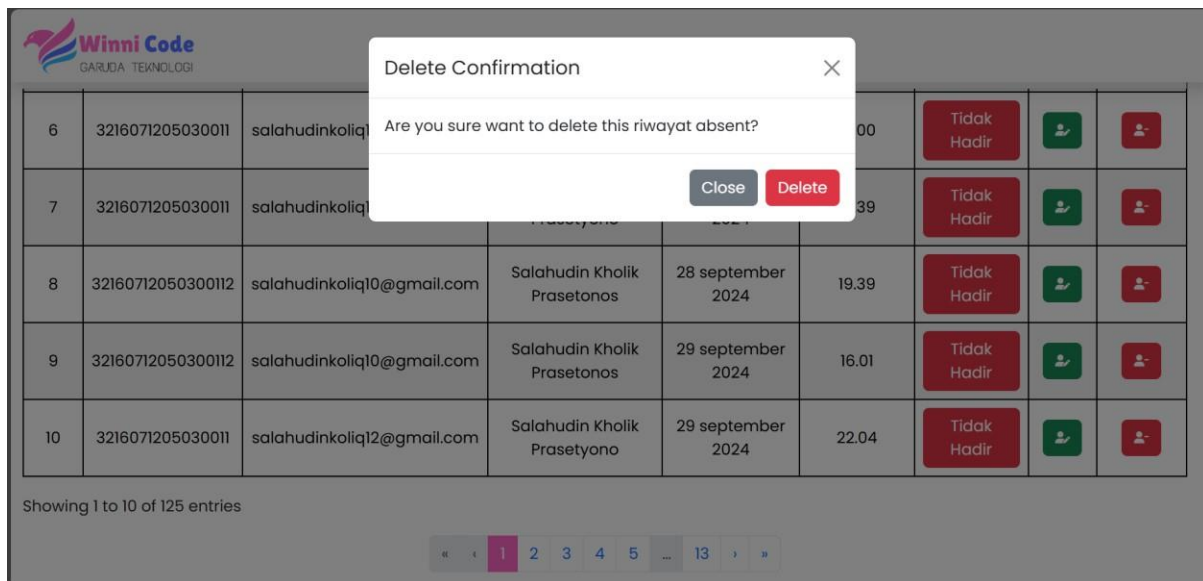 Winni Code
GARUDA TEKNOLOGI
Delete Confirmation
Are you sure want to delete this riwayat absent?
Close Delete
6 3216071205030011 salahudinkoliq1 00 Tidak Hadir
7 3216071205030011 salahudinkoliq 39 Tidak Hadir
8 32160712050300112 salahudinkoliq10@gmail.com Salahudin Kholik Prasetonos 28 september 2024 19.39 Tidak Hadir
9 32160712050300112 salahudinkoliq10@gmail.com Salahudin Kholik Prasetonos 29 september 2024 16.01 Tidak Hadir
10 3216071205030011 salahudinkoliq12@gmail.com Salahudin Kholik Prasetyono 29 september 2024 22.04 Tidak Hadir
Showing 1 to 10 of 125 entries
« ‹ 1 2 3 4 5 ... 13 › »